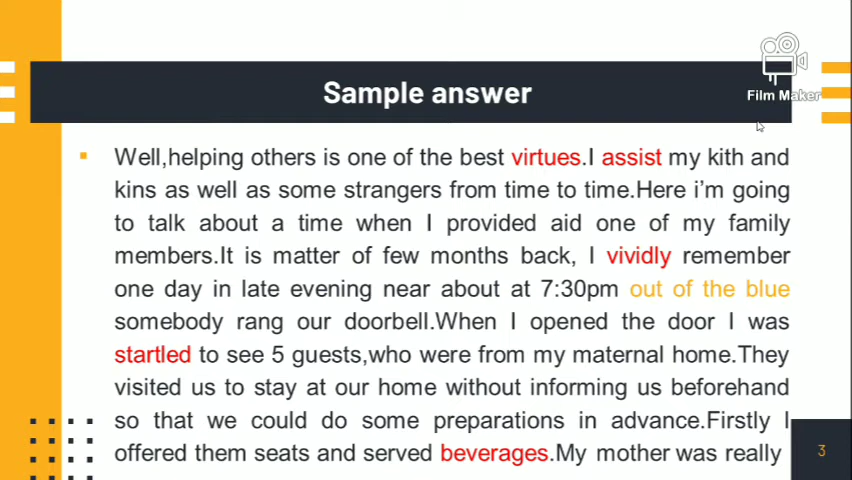 Film Maker
Sample answer
Well,helping others is one of the best virtues.I assist my kith and
kins as well as some strangers from time to time.Here i'm going
to talk about a time when I provided aid one of my family
members.It is matter of few months back, I vividly remember
one day in late evening near about at 7:30pm out of the blue
somebody rang our doorbell.When I opened the door I was
startled to see 5 guests,who were from my maternal home.They
visited us to stay at our home without informing us beforehand
so that we could do some preparations in advance.Firstly I
offered them seats and served beverages.My mother was really
3